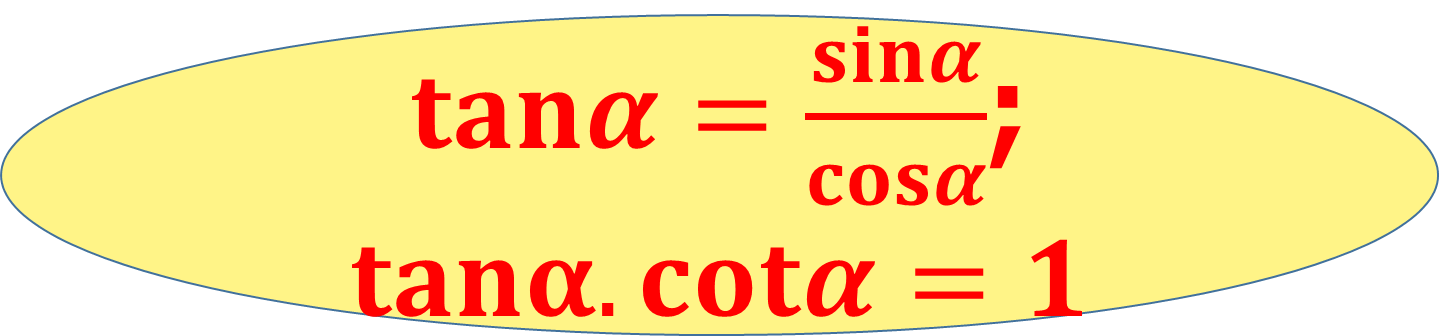 tanα = sinα/cosα;
tanα. cotα = 1